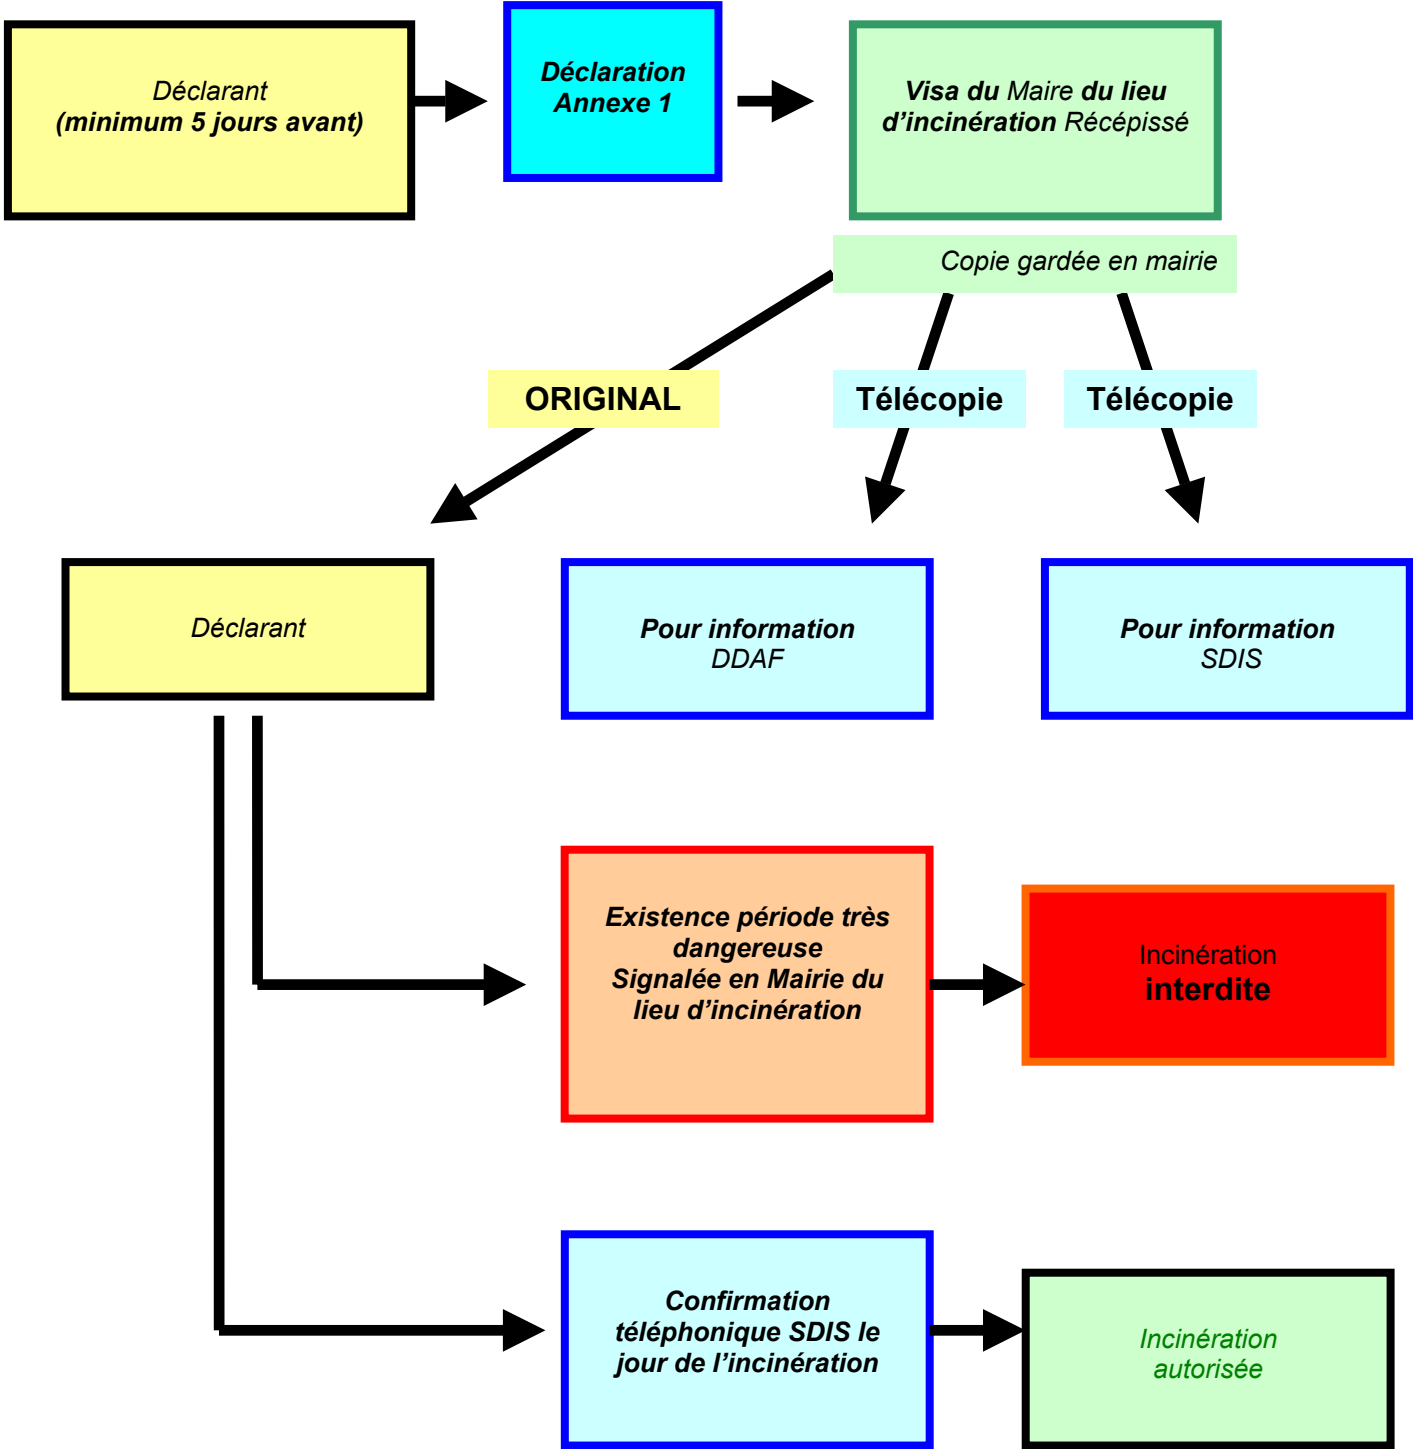 Déclarant
(minimum 5 jours avant)
Déclaration
Annexe 1
Visa du Maire du lieu
d’incinération Récépissé
Copie gardée en mairie
ORIGINAL
Télécopie
Télécopie
Déclarant
Pour information
DDAF
Pour information
SDIS
Existence période très
dangereuse
Signalée en Mairie du
lieu d’incinération
Incinération
interdite
Confirmation
téléphonique SDIS le
jour de l’incinération
Incinération
autorisée